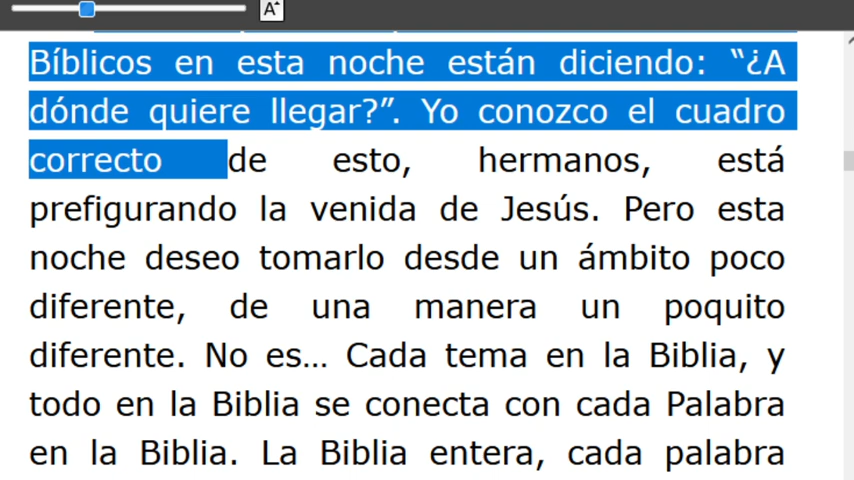 A
Bíblicos en esta noche están diciendo: “¿A
dónde quiere llegar?”. Yo conozco el cuadro
correcto de esto, hermanos, está
prefigurando la venida de Jesús. Pero esta
noche deseo tomarlo desde un ámbito poco
diferente, de una manera un poquito
diferente. No es... Cada tema en la Biblia, y
todo en la Biblia se conecta con cada Palabra
en la Biblia. La Biblia entera, cada palabra